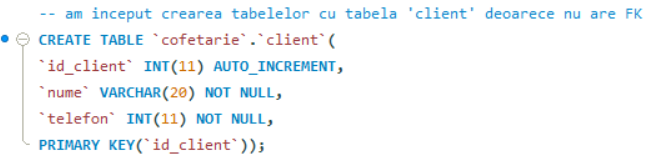 -- am inceput crearea tabelelor cu tabela 'client' deoarece nu are FK
CREATE TABLE `cofetarie`.`client`(
`id_client` INT(11) AUTO_INCREMENT,
`nume` VARCHAR(20) NOT NULL,
`telefon` INT(11) NOT NULL,
PRIMARY KEY(`id_client`));